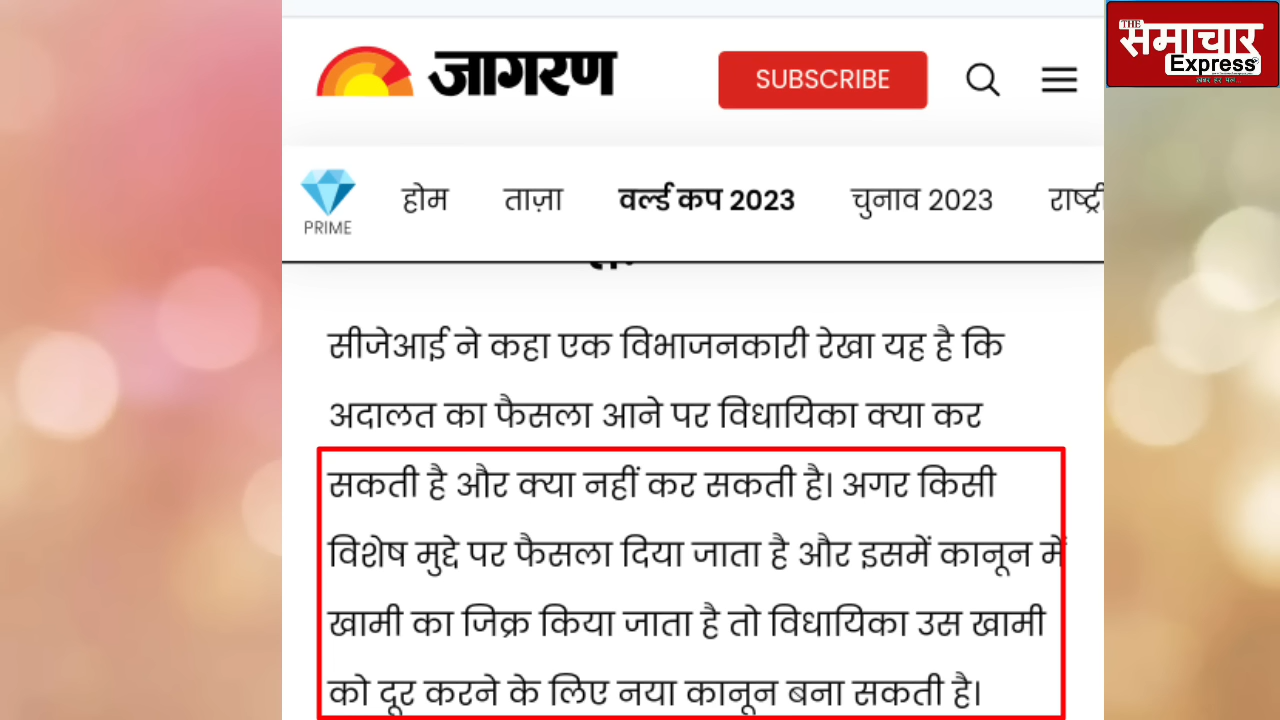 जागरण
SUBSCRIBE
THE
समाचार
Express
PRIME
होम ताज़ा वर्ल्ड कप 2023 चुनाव 2023 राष्ट्री
सीजेआई ने कहा एक विभाजनकारी रेखा यह है कि
अदालत का फैसला आने पर विधायिका क्या कर
सकती है और क्या नहीं कर सकती है। अगर किसी
विशेष मुद्दे पर फैसला दिया जाता है और इसमें कानून में
खामी का जिक्र किया जाता है तो विधायिका उस खामी
को दूर करने के लिए नया कानून बना सकती है।